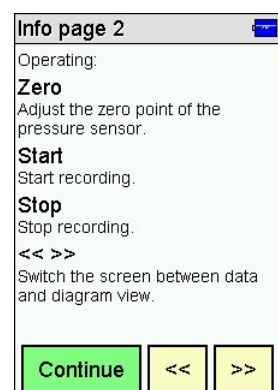 Info page 2
Operating:
Zero
Adjust the zero point of the
pressure sensor.
Start
Start recording.
Stop
Stop recording.
<< >>
Switch the screen between data
and diagram view.
Continue << >>